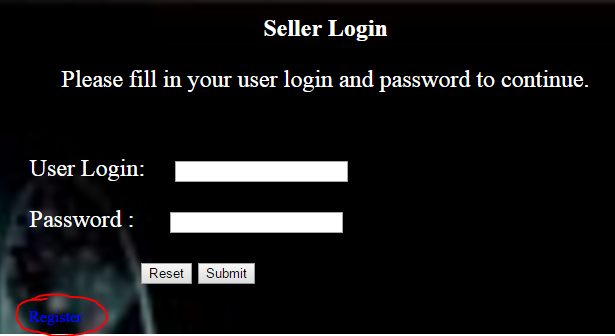 Seller Login
Please fill in your user login and password to continue.
User Login:
Password :
Reset Submit
Register